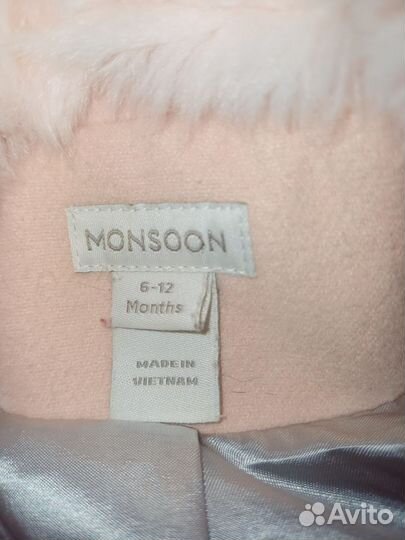 MONSOON
6-12
Months
MADE IN
VIETNAM
Avito